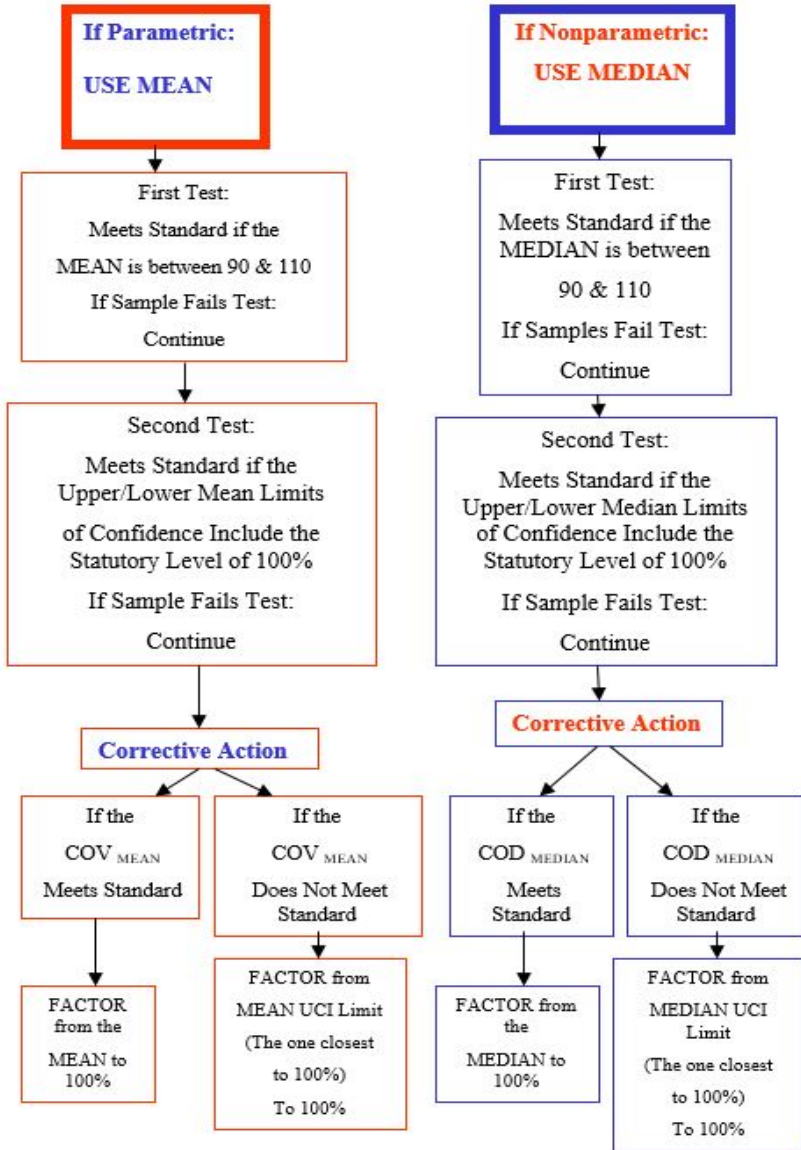 If Parametric:
USE MEAN
First Test:
Meets Standard if the
MEAN is between 90 & 110
If Sample Fails Test:
Continue
Second Test:
Meets Standard if the
Upper/Lower Mean Limits
of Confidence Include the
Statutory Level of 100%
If Sample Fails Test:
Continue
Corrective Action
If the
COV MEAN
Meets Standard
If the
COV MEAN
Does Not Meet
Standard
FACTOR
from the
MEAN to
100%
FACTOR from
MEAN UCI Limit
(The one closest
to 100%)
To 100%
If Nonparametric:
USE MEDIAN
First Test:
Meets Standard if the
MEDIAN is between
90 & 110
If Samples Fail Test:
Continue
Second Test:
Meets Standard if the
Upper/Lower Median Limits
of Confidence Include the
Statutory Level of 100%
If Sample Fails Test:
Continue
Corrective Action
If the
COD MEDIAN
Meets
Standard
If the
COD MEDIAN
Does Not Meet
Standard
FACTOR from
the
MEDIAN to
100%
FACTOR from
MEDIAN UCI
Limit
(The one closest
to 100%)
To 100%